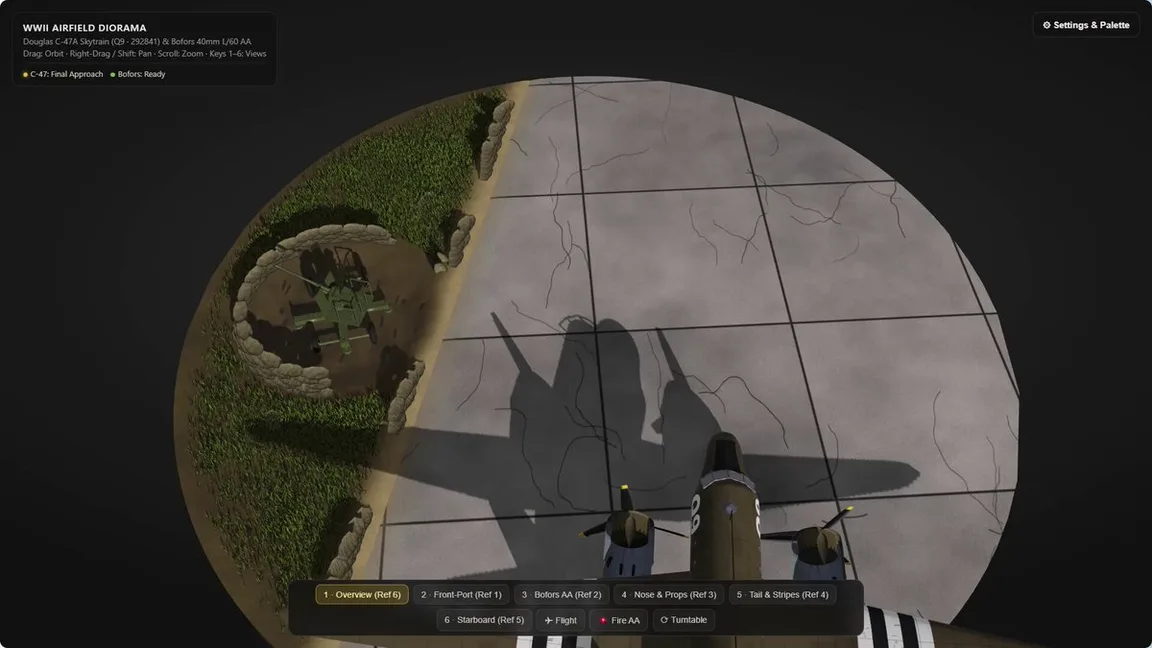 WWII AIRFIELD DIORAMA
Douglas C-47A Skytrain (Q9 · 292841) & Bofors 40mm L/60 AA
Drag: Orbit · Right-Drag / Shift: Pan · Scroll: Zoom · Keys 1–6: Views
C-47: Final Approach Bofors: Ready
⚙ Settings & Palette
1 · Overview (Ref 6) 2 · Front-Port (Ref 1) 3 · Bofors AA (Ref 2) 4 · Nose & Props (Ref 3) 5 · Tail & Stripes (Ref 4)
6 · Starboard (Ref 5) ✈ Flight Fire AA Turntable